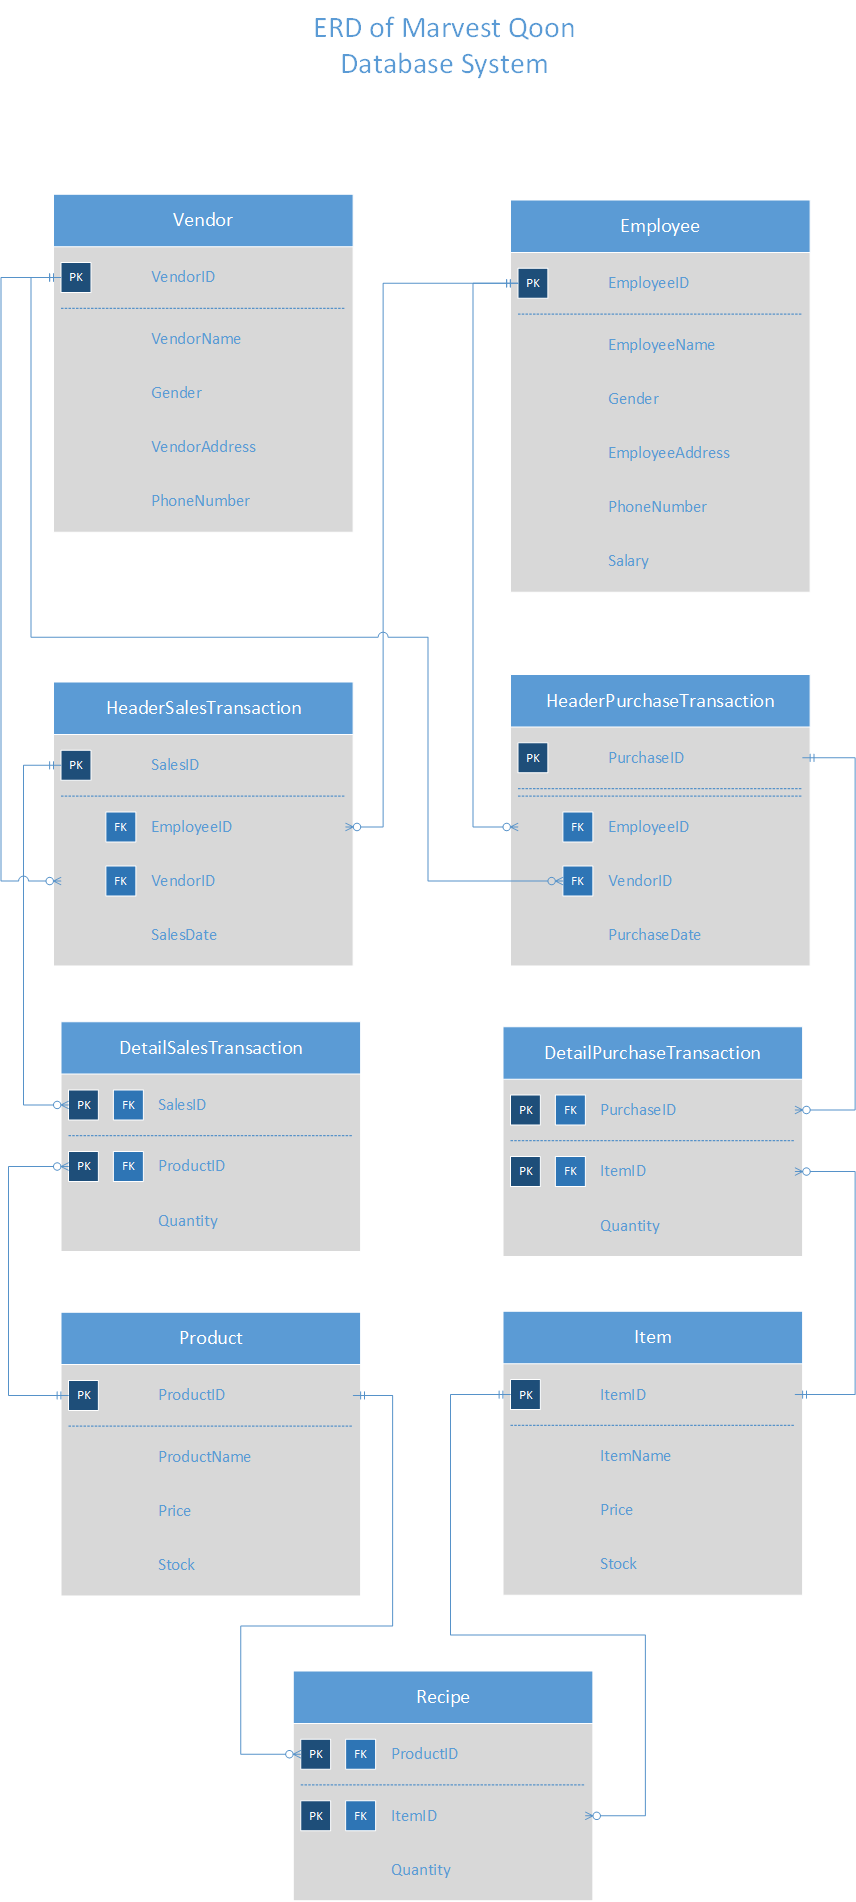 ERD of Marvest Qoon
Database System
Vendor
PK VendorID
VendorName
Gender
VendorAddress
PhoneNumber
Employee
PK EmployeeID
EmployeeName
Gender
EmployeeAddress
PhoneNumber
Salary
HeaderSalesTransaction
PK SalesID
FK EmployeeID
FK VendorID
SalesDate
HeaderPurchaseTransaction
PK PurchaseID
FK EmployeeID
FK VendorID
PurchaseDate
DetailSalesTransaction
PK FK SalesID
PK FK ProductID
Quantity
DetailPurchaseTransaction
PK FK PurchaseID
PK FK ItemID
Quantity
Product
PK ProductID
ProductName
Price
Stock
Item
PK ItemID
ItemName
Price
Stock
Recipe
PK FK ProductID
PK FK ItemID
Quantity